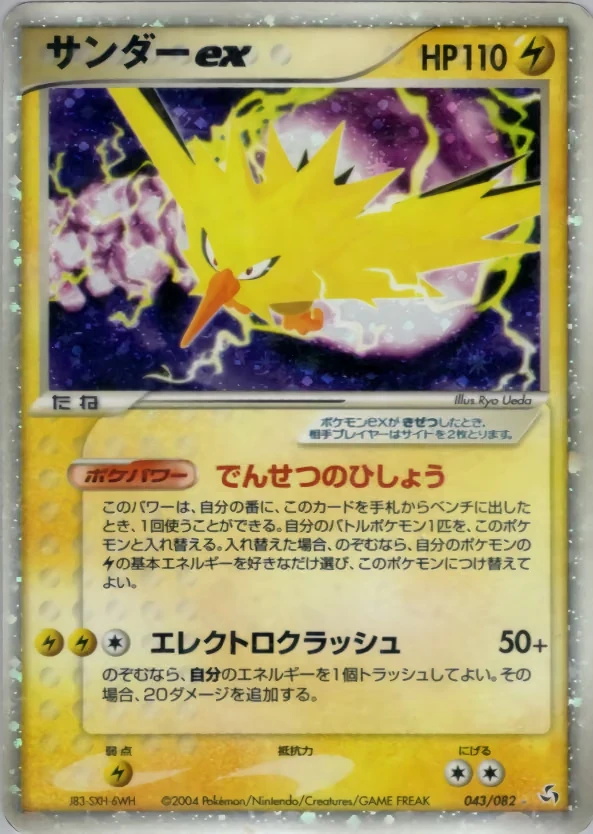 サンダーex HP110
たね
Illus. Ryo Ueda
ポケモンexがきぜつしたとき、
相手プレイヤーはサイドを2枚とります。
ポケパワー でんせつのひしょう
このパワーは、自分の番に、このカードを手札からベンチに出した
とき、1回使うことができる。自分のバトルポケモン1匹を、このポケ
モンと入れ替える。入れ替えた場合、のぞむなら、自分のポケモンの
の基本エネルギーを好きなだけ選び、このポケモンにつけ替えて
よい。
エレクトロクラッシュ 50+
のぞむなら、自分のエネルギーを1個トラッシュしてよい。その
場合、20ダメージを追加する。
弱点 抵抗力 にげる
J83-SXH-6WH ©2004 Pokémon/Nintendo/Creatures/GAME FREAK 043/082